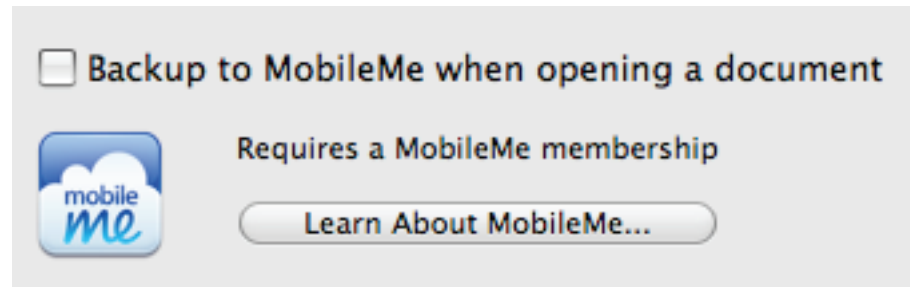 Backup to MobileMe when opening a document
Requires a MobileMe membership
mobile
me
Learn About MobileMe...